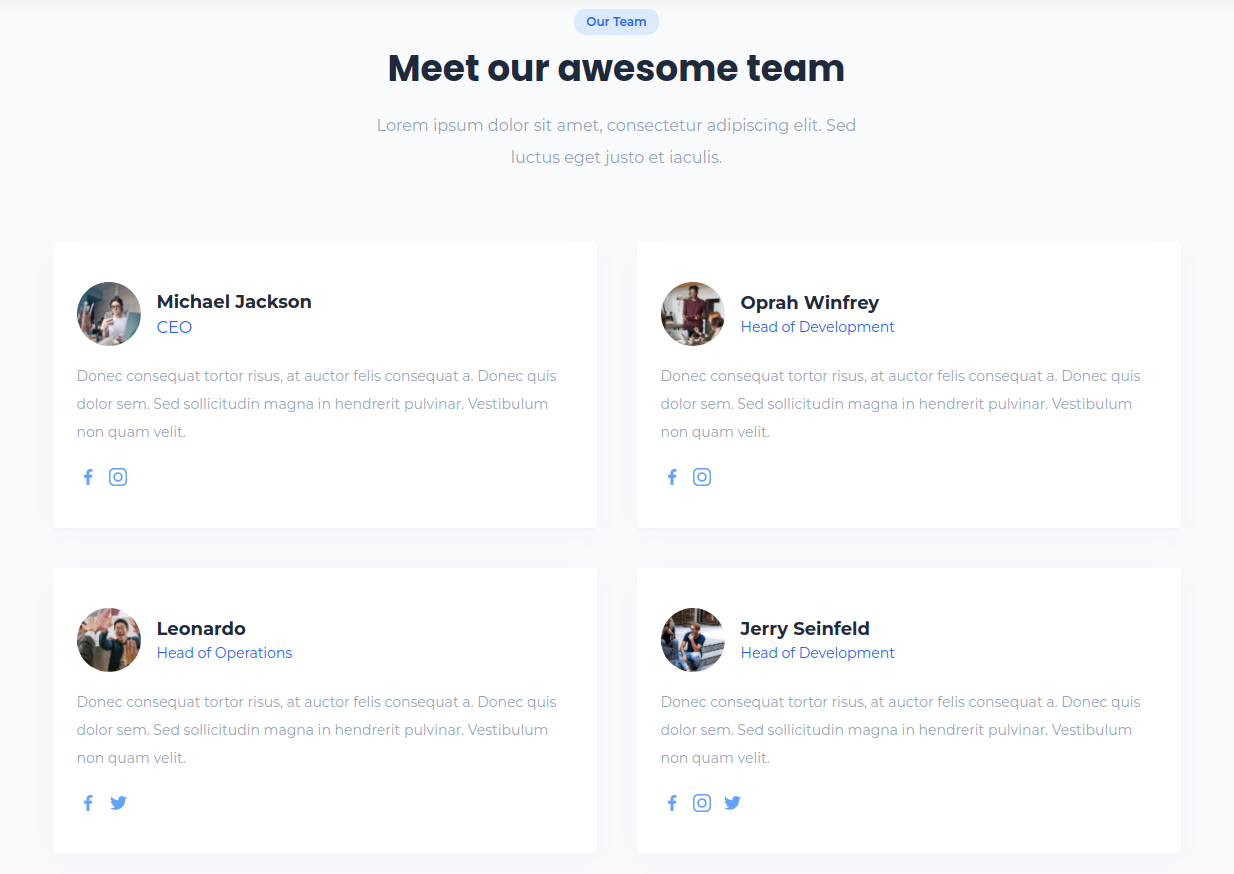 Our Team
Meet our awesome team
Lorem ipsum dolor sit amet, consectetur adipiscing elit. Sed
luctus eget justo et iaculis.
Michael Jackson
CEO
Donec consequat tortor risus, at auctor felis consequat a. Donec quis
dolor sem. Sed sollicitudin magna in hendrerit pulvinar. Vestibulum
non quam velit.
Oprah Winfrey
Head of Development
Donec consequat tortor risus, at auctor felis consequat a. Donec quis
dolor sem. Sed sollicitudin magna in hendrerit pulvinar. Vestibulum
non quam velit.
Leonardo
Head of Operations
Donec consequat tortor risus, at auctor felis consequat a. Donec quis
dolor sem. Sed sollicitudin magna in hendrerit pulvinar. Vestibulum
non quam velit.
Jerry Seinfeld
Head of Development
Donec consequat tortor risus, at auctor felis consequat a. Donec quis
dolor sem. Sed sollicitudin magna in hendrerit pulvinar. Vestibulum
non quam velit.